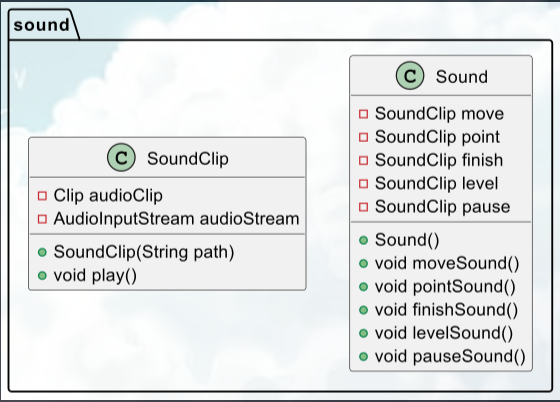 sound
C SoundClip
Clip audioClip
AudioInputStream audioStream
SoundClip(String path)
void play()
C Sound
SoundClip move
SoundClip point
SoundClip finish
SoundClip level
SoundClip pause
Sound()
void moveSound()
void pointSound()
void finishSound()
void levelSound()
void pauseSound()